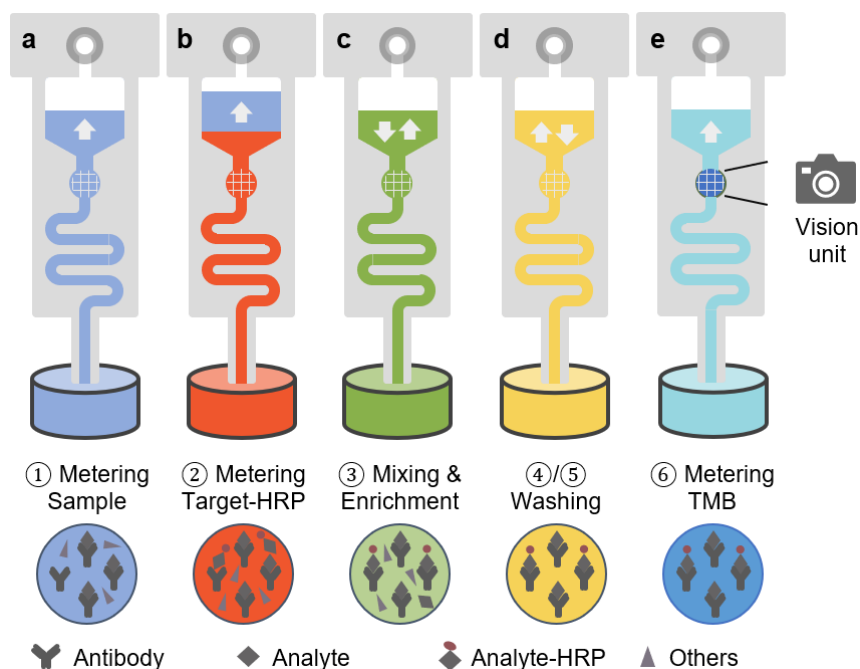 a b c d e
Vision
unit
① Metering
Sample
② Metering
Target-HRP
③ Mixing &
Enrichment
④/⑤
Washing
⑥ Metering
TMB
Antibody
Analyte
Analyte-HRP
Others